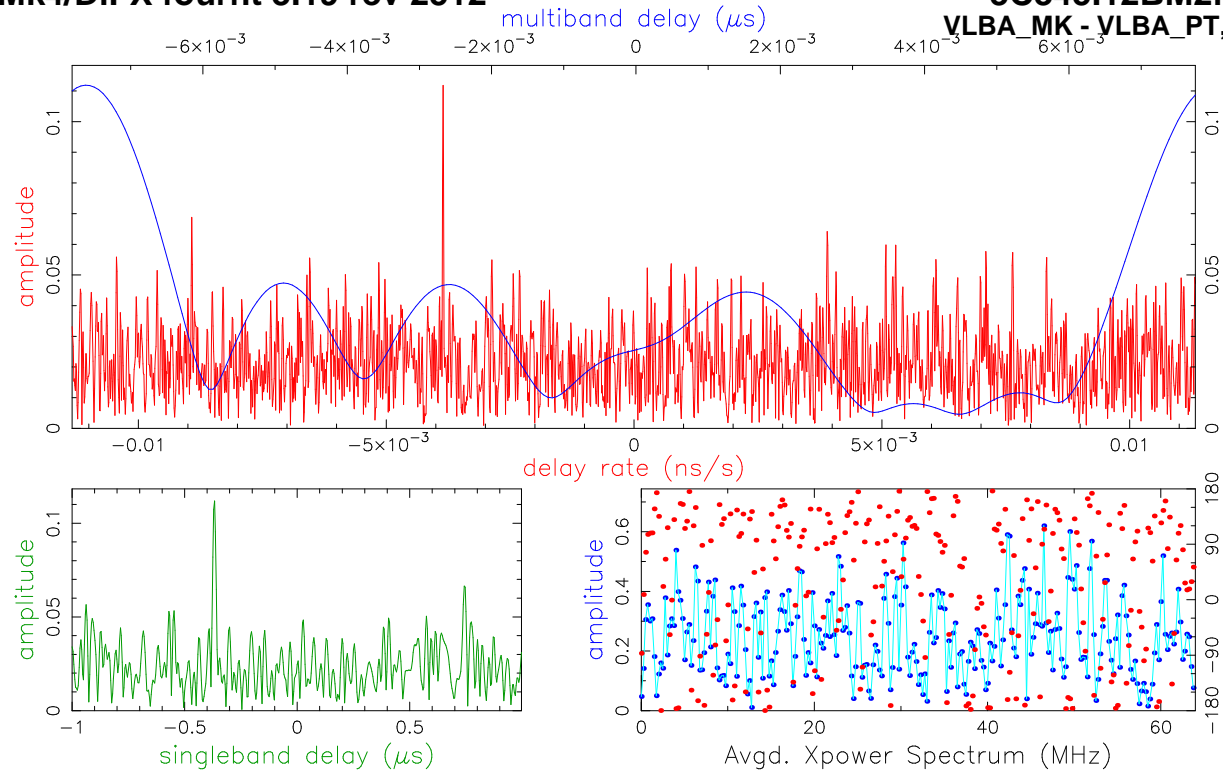 multiband delay (μs)
VLBA_MK - VLBA_PT,
−6×10⁻³ −4×10⁻³ −2×10⁻³ 0 2×10⁻³ 4×10⁻³ 6×10⁻³
amplitude
0 0.05 0.1
0 0.05 0.1
−0.01 −5×10⁻³ 0 5×10⁻³ 0.01
delay rate (ns/s)
amplitude
0 0.05 0.1
−1 −0.5 0 0.5
singleband delay (μs)
amplitude
0 0.2 0.4 0.6
−180 −90 0 90 180
0 20 40 60
Avgd. Xpower Spectrum (MHz)